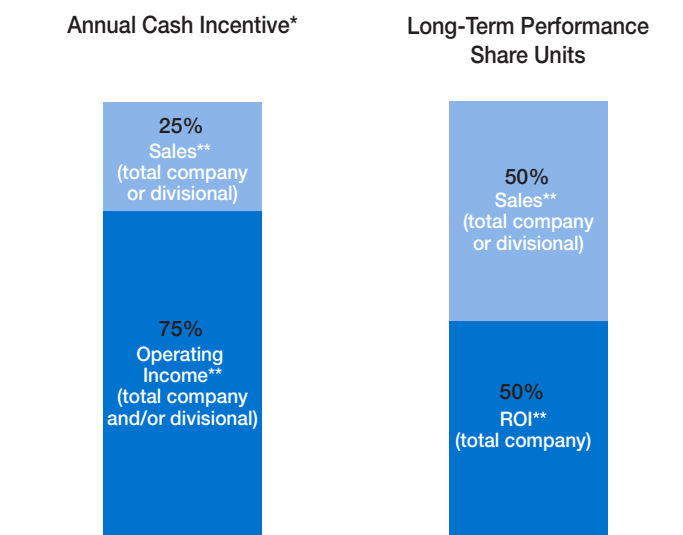 Annual Cash Incentive*
25%
Sales**
(total company
or divisional)
75%
Operating
Income**
(total company
and/or divisional)
Long-Term Performance
Share Units
50%
Sales**
(total company
or divisional)
50%
ROI**
(total company)